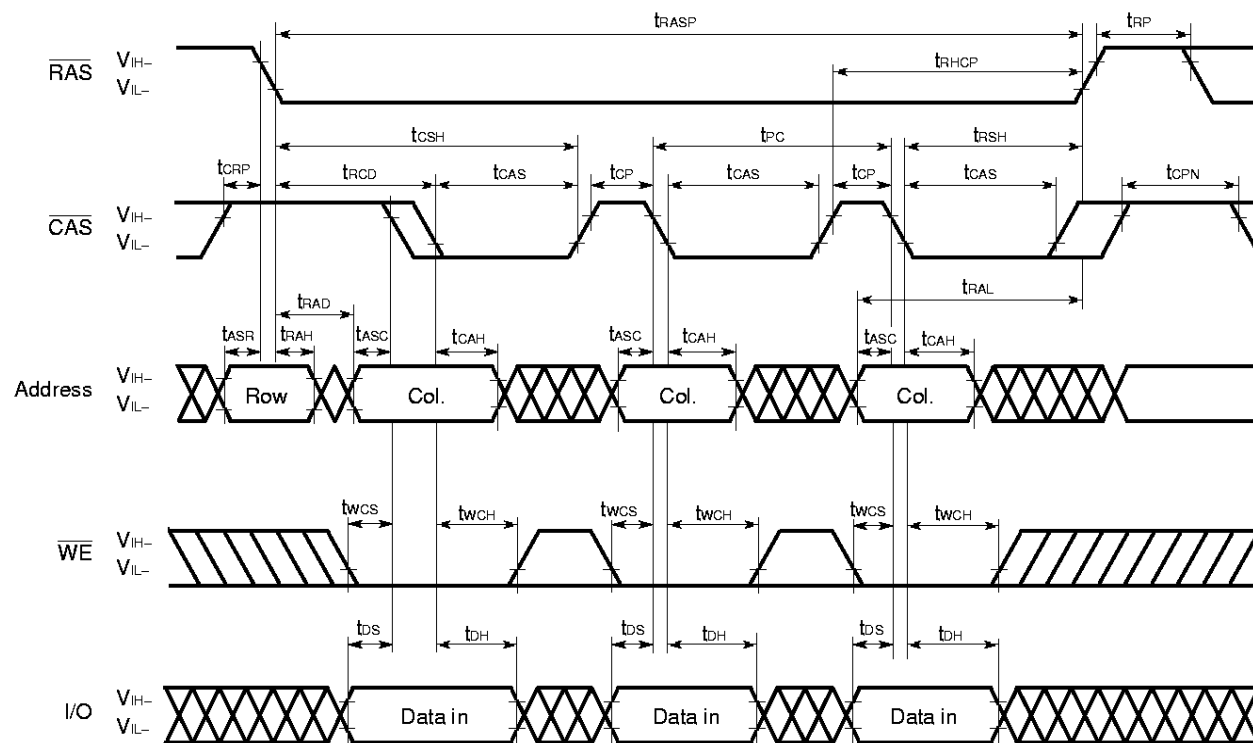 tRASP tRP
RAS VIH– VIL–
tRHCP
tCSH tPC tRSH
tCRP tRCD tCAS tCP tCAS tCP tCAS tCPN
CAS VIH– VIL–
tRAD tRAL
tASR tRAH tASC tCAH tASC tCAH tASC tCAH
Address VIH– VIL– Row Col. Col. Col.
tWCS tWCH tWCS tWCH tWCS tWCH
WE VIH– VIL–
tDS tDH tDS tDH tDS tDH
I/O VIH– VIL– Data in Data in Data in